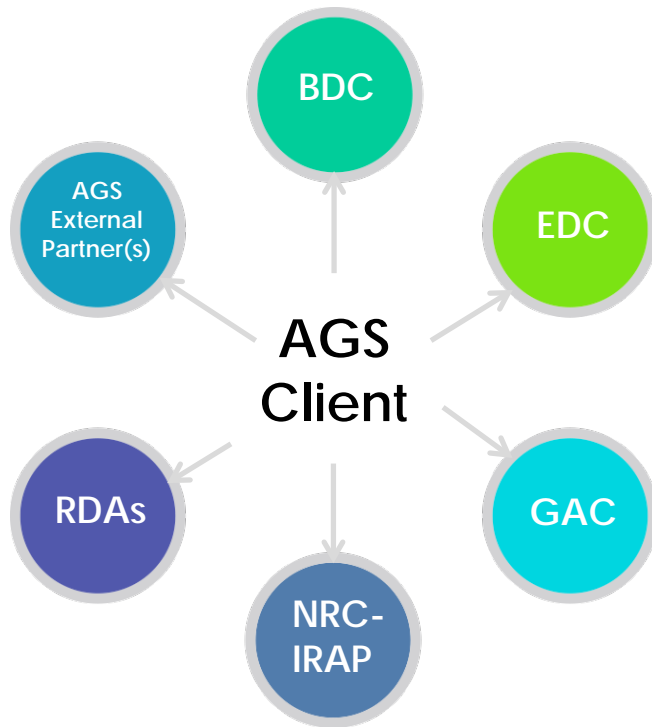 BDC
AGS
External
Partner(s)
EDC
AGS
Client
RDAs
GAC
NRC-
IRAP